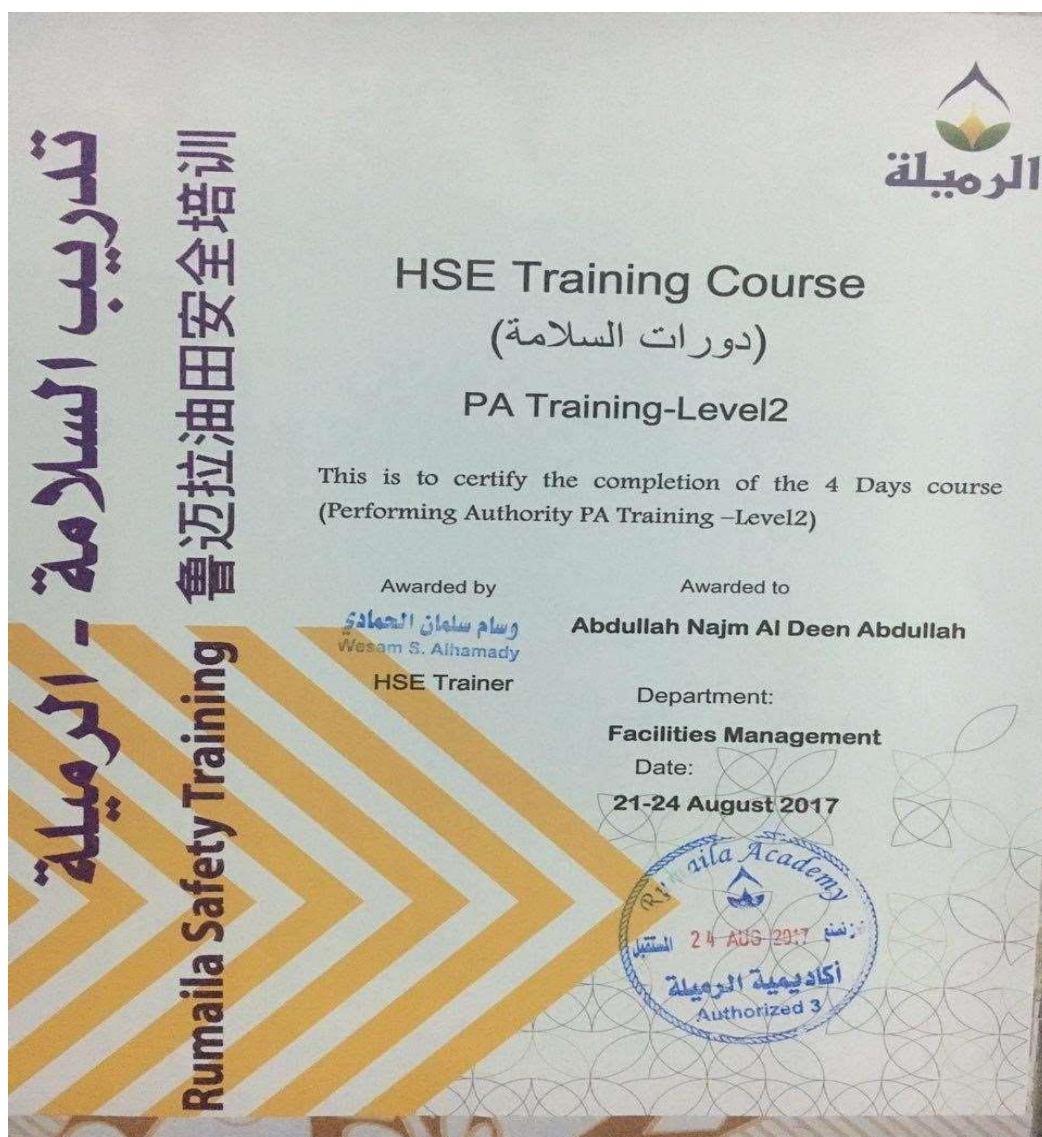 تدريب السلامة - الرميلة
鲁迈拉油田安全培训
Rumaila Safety Training
الرميلة
HSE Training Course
(دورات السلامة)
PA Training-Level2
This is to certify the completion of the 4 Days course
(Performing Authority PA Training –Level2)
Awarded by
وسام سلمان الحمادي
Wesam S. Alhamady
HSE Trainer
Awarded to
Abdullah Najm Al Deen Abdullah
Department:
Facilities Management
Date:
21-24 August 2017
Rumaila Academy
نصنع المستقبل
24 AUG 2017
أكاديمية الرميلة
Authorized 3